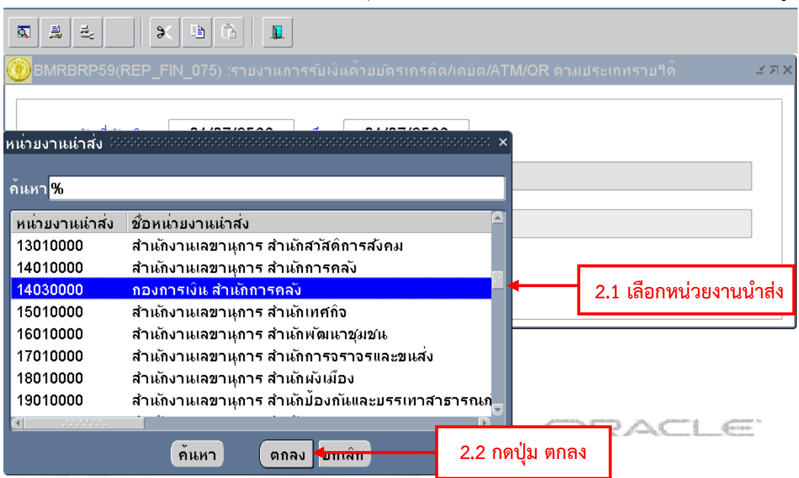 BMRBRP59(REP_FIN_075) :รายงานการรับเงินด้วยบัตรเครดิต/เดบิต/ATM/QR ตามประเภทรายได้
หน่วยงานนำส่ง
ค้นหา %
หน่วยงานนำส่ง ชื่อหน่วยงานนำส่ง
13010000 สำนักงานเลขานุการ สำนักสวัสดิการสังคม
14010000 สำนักงานเลขานุการ สำนักการคลัง
14030000 กองการเงิน สำนักการคลัง
2.1 เลือกหน่วยงานนำส่ง
15010000 สำนักงานเลขานุการ สำนักเทศกิจ
16010000 สำนักงานเลขานุการ สำนักพัฒนาชุมชน
17010000 สำนักงานเลขานุการ สำนักการจราจรและขนส่ง
18010000 สำนักงานเลขานุการ สำนักผังเมือง
19010000 สำนักงานเลขานุการ สำนักป้องกันและบรรเทาสาธารณภ
ORACLE
ค้นหา ตกลง ยกเลิก
2.2 กดปุ่ม ตกลง